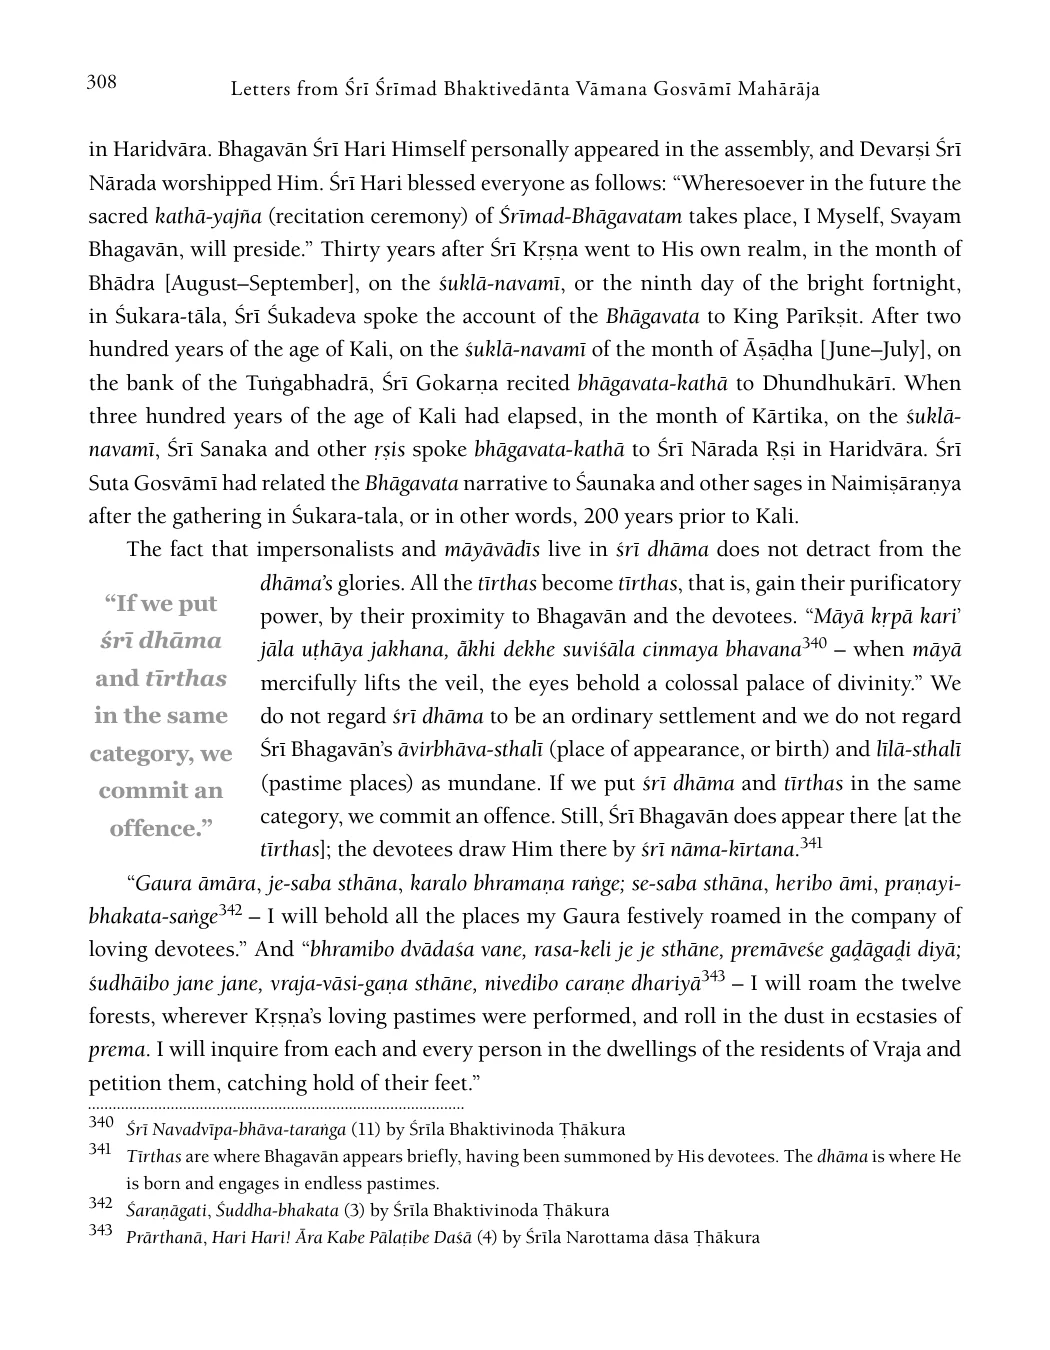 308
Letters from Śrī Śrīmad Bhaktivedānta Vāmana Gosvāmī Mahārāja
in Haridvāra. Bhagavān Śrī Hari Himself personally appeared in the assembly, and Devarṣi Śrī
Nārada worshipped Him. Śrī Hari blessed everyone as follows: “Wheresoever in the future the
sacred kathā-yajña (recitation ceremony) of Śrīmad-Bhāgavatam takes place, I Myself, Svayam
Bhagavān, will preside.” Thirty years after Śrī Kṛṣṇa went to His own realm, in the month of
Bhādra [August–September], on the śuklā-navamī, or the ninth day of the bright fortnight,
in Śukara-tāla, Śrī Śukadeva spoke the account of the Bhāgavata to King Parīkṣit. After two
hundred years of the age of Kali, on the śuklā-navamī of the month of Āṣāḍha [June–July], on
the bank of the Tuṅgabhadrā, Śrī Gokarṇa recited bhāgavata-kathā to Dhundhukārī. When
three hundred years of the age of Kali had elapsed, in the month of Kārtika, on the śuklā-
navamī, Śrī Sanaka and other ṛṣis spoke bhāgavata-kathā to Śrī Nārada Ṛṣi in Haridvāra. Śrī
Suta Gosvāmī had related the Bhāgavata narrative to Śaunaka and other sages in Naimiṣāraṇya
after the gathering in Śukara-tala, or in other words, 200 years prior to Kali.
The fact that impersonalists and māyāvādīs live in śrī dhāma does not detract from the
dhāma’s glories. All the tīrthas become tīrthas, that is, gain their purificatory
power, by their proximity to Bhagavān and the devotees. “Māyā kṛpā kari’
jāla uṭhāya jakhana, ā̃khi dekhe suviśāla cinmaya bhavana340 – when māyā
mercifully lifts the veil, the eyes behold a colossal palace of divinity.” We
do not regard śrī dhāma to be an ordinary settlement and we do not regard
Śrī Bhagavān’s āvirbhāva-sthalī (place of appearance, or birth) and līlā-sthalī
(pastime places) as mundane. If we put śrī dhāma and tīrthas in the same
category, we commit an offence. Still, Śrī Bhagavān does appear there [at the
tīrthas]; the devotees draw Him there by śrī nāma-kīrtana.341
“If we put
śrī dhāma
and tīrthas
in the same
category, we
commit an
offence.”
“Gaura āmāra, je-saba sthāna, karalo bhramaṇa raṅge; se-saba sthāna, heribo āmi, praṇayi-
bhakata-saṅge342 – I will behold all the places my Gaura festively roamed in the company of
loving devotees.” And “bhramibo dvādaśa vane, rasa-keli je je sthāne, premāveśe gaḓāgaḓi diyā;
śudhāibo jane jane, vraja-vāsi-gaṇa sthāne, nivedibo caraṇe dhariyā343 – I will roam the twelve
forests, wherever Kṛṣṇa’s loving pastimes were performed, and roll in the dust in ecstasies of
prema. I will inquire from each and every person in the dwellings of the residents of Vraja and
petition them, catching hold of their feet.”
340 Śrī Navadvīpa-bhāva-taraṅga (11) by Śrīla Bhaktivinoda Ṭhākura
341 Tīrthas are where Bhagavān appears briefly, having been summoned by His devotees. The dhāma is where He
is born and engages in endless pastimes.
342 Śaraṇāgati, Śuddha-bhakata (3) by Śrīla Bhaktivinoda Ṭhākura
343 Prārthanā, Hari Hari! Āra Kabe Pālaṭibe Daśā (4) by Śrīla Narottama dāsa Ṭhākura